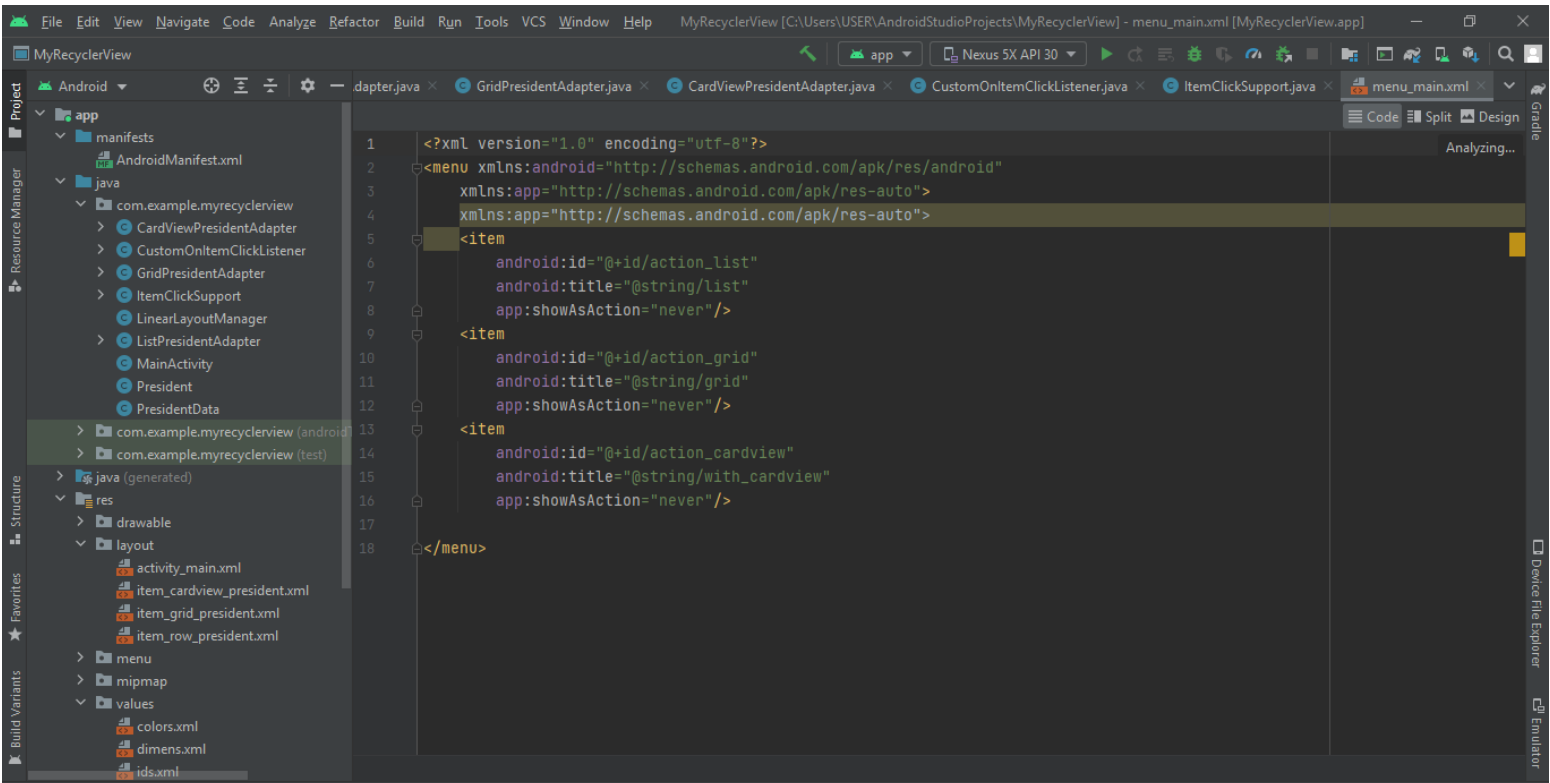 File Edit View Navigate Code Analyze Refactor Build Run Tools VCS Window Help MyRecyclerView [C:\Users\USER\AndroidStudioProjects\MyRecyclerView] - menu_main.xml [MyRecyclerView.app]
MyRecyclerView app Nexus 5X API 30
Android dapter.java GridPresidentAdapter.java CardViewPresidentAdapter.java CustomOnItemClickListener.java ItemClickSupport.java menu_main.xml
Code Split Design
Analyzing...
Project
Resource Manager
Structure
Favorites
Build Variants
app
manifests
AndroidManifest.xml
java
com.example.myrecyclerview
CardViewPresidentAdapter
CustomOnItemClickListener
GridPresidentAdapter
ItemClickSupport
LinearLayoutManager
ListPresidentAdapter
MainActivity
President
PresidentData
com.example.myrecyclerview (android
com.example.myrecyclerview (test)
java (generated)
res
drawable
layout
activity_main.xml
item_cardview_president.xml
item_grid_president.xml
item_row_president.xml
menu
mipmap
values
colors.xml
dimens.xml
ids.xml
1 <?xml version="1.0" encoding="utf-8"?>
2 <menu xmlns:android="http://schemas.android.com/apk/res/android"
3 xmlns:app="http://schemas.android.com/apk/res-auto">
4 xmlns:app="http://schemas.android.com/apk/res-auto">
5 <item
6 android:id="@+id/action_list"
7 android:title="@string/list"
8 app:showAsAction="never"/>
9 <item
10 android:id="@+id/action_grid"
11 android:title="@string/grid"
12 app:showAsAction="never"/>
13 <item
14 android:id="@+id/action_cardview"
15 android:title="@string/with_cardview"
16 app:showAsAction="never"/>
17
18 </menu>
Gradle
Device File Explorer
Emulator